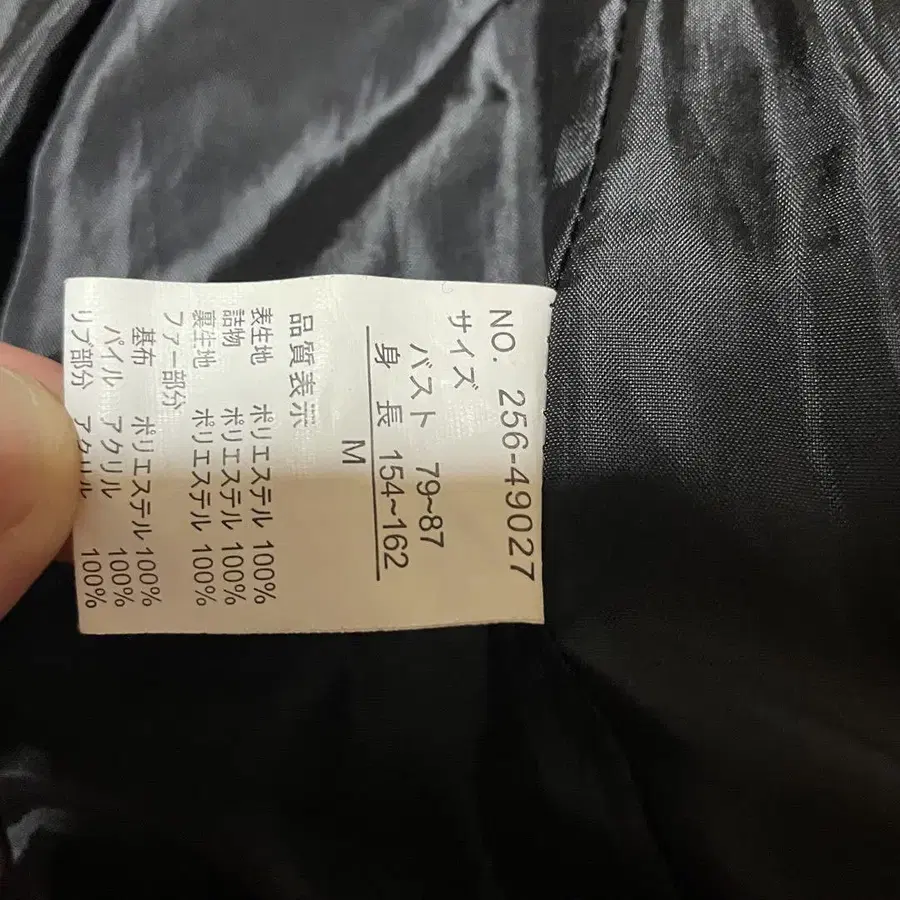 NO. 256-49027
サイズ
バスト 79~87
身 長 154~162
M
品質表示
表生地 ポリエステル 100%
詰物 ポリエステル 100%
裏生地 ポリエステル 100%
ファー部分
基布 ポリエステル 100%
パイル アクリル 100%
リブ部分 アクリル 100%